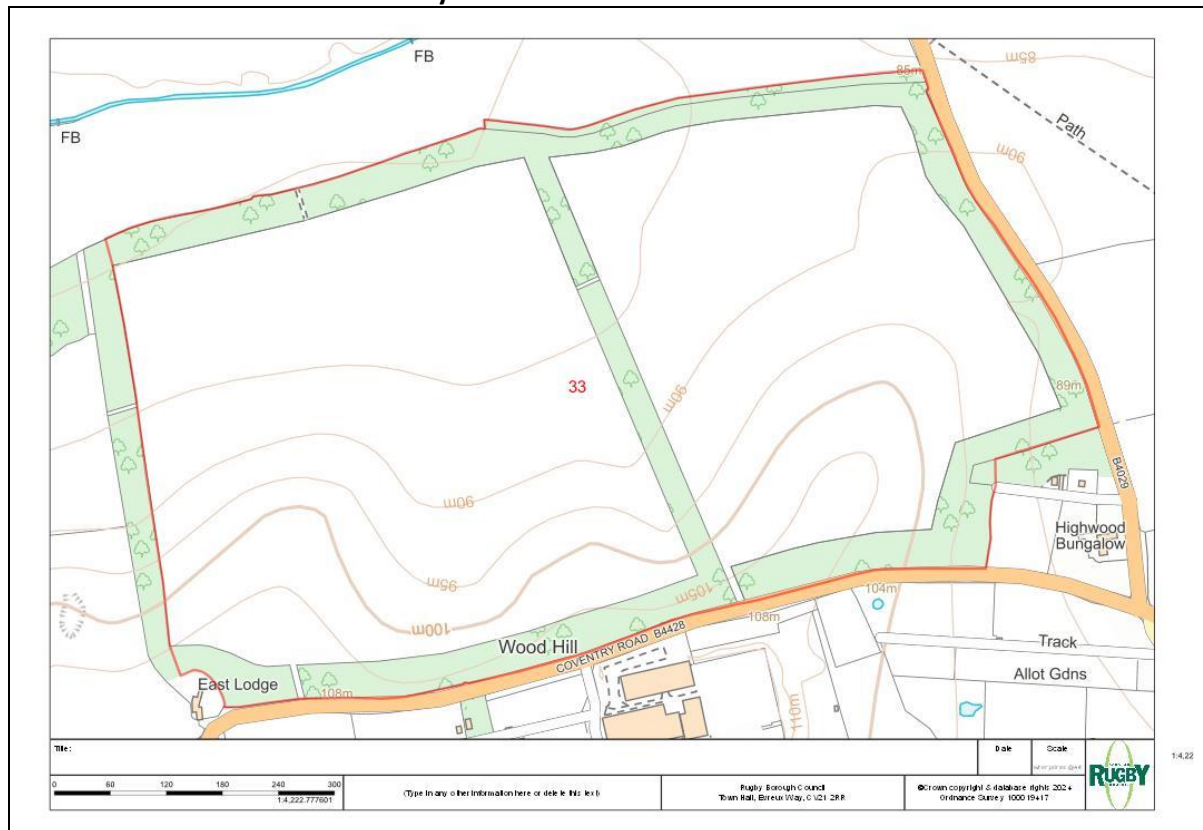 FB
FB
85m
85m
Path
90m
33
90m
89m
B4029
90m
Highwood
Bungalow
95m
105m
104m
100m
108m
Wood Hill
COVENTRY ROAD B4428
Track
East Lodge
108m
Allot Gdns
110m
Title:
Date
Scale
0 60 120 180 240 300
1:4,222.777601
(Type in any other information here or delete this text)
Rugby Borough Council
Town Hall, Evreux Way, CV21 2RR
©Crown copyright & database rights 2024
Ordnance Survey 100019417
RUGBY
1:4,22